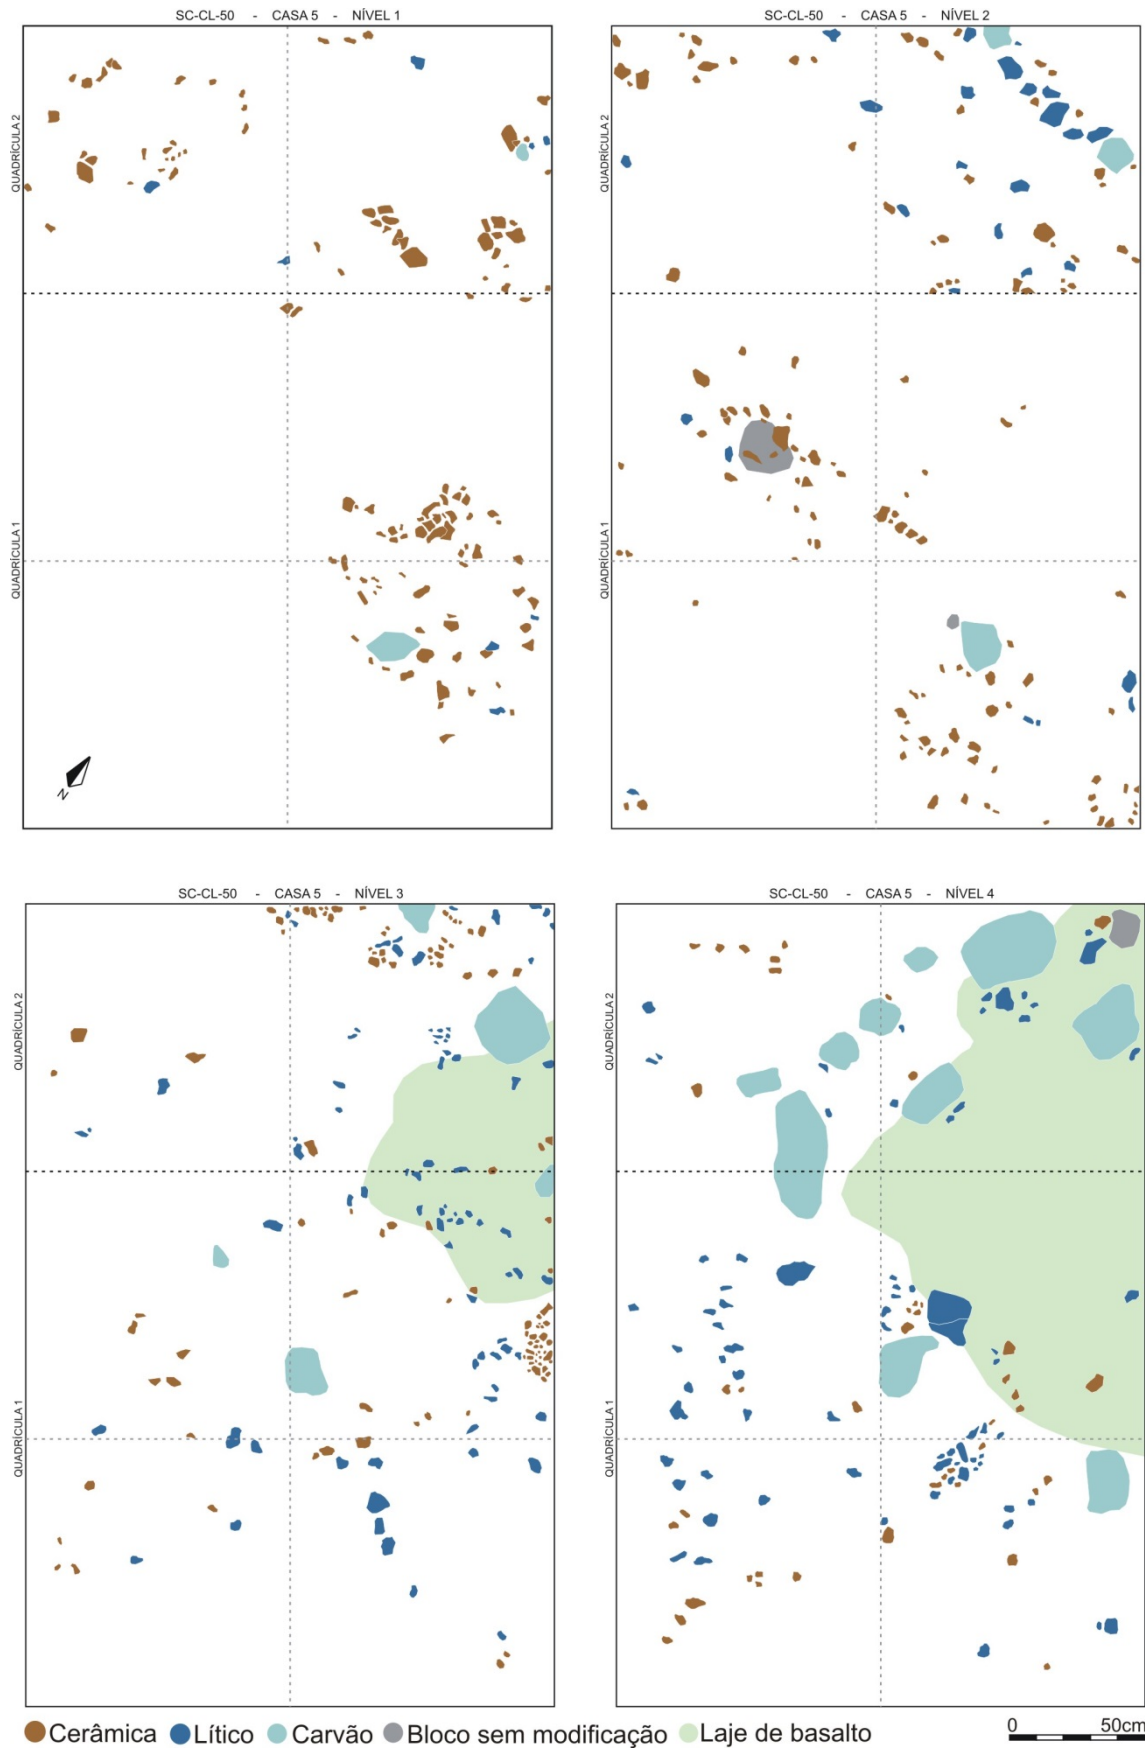 SC-CL-50 - CASA 5 - NÍVEL 1
QUADRÍCULA 2
QUADRÍCULA 1
N
SC-CL-50 - CASA 5 - NÍVEL 2
QUADRÍCULA 2
QUADRÍCULA 1
SC-CL-50 - CASA 5 - NÍVEL 3
QUADRÍCULA 2
QUADRÍCULA 1
SC-CL-50 - CASA 5 - NÍVEL 4
QUADRÍCULA 2
QUADRÍCULA 1
Cerâmica Lítico Carvão Bloco sem modificação Laje de basalto
0 50cm